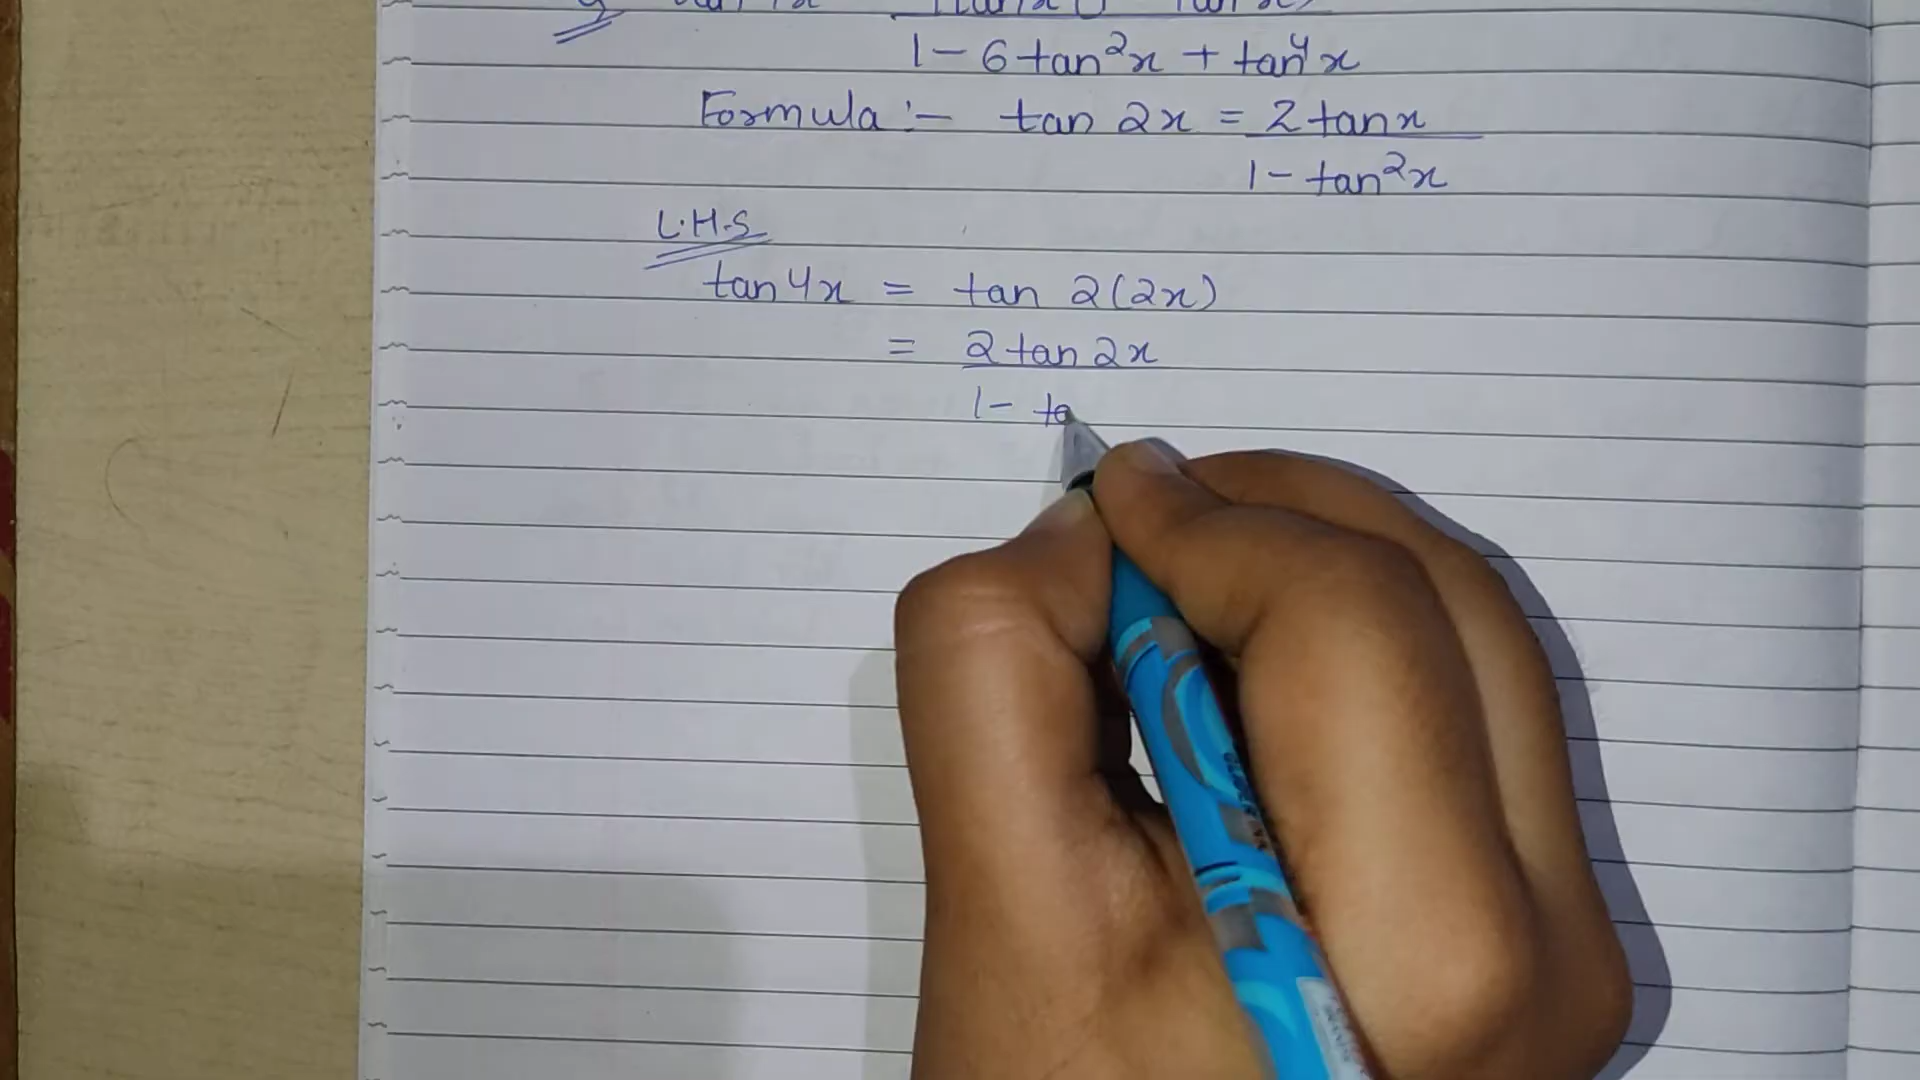 1 - 6 tan²x + tan⁴x
Formula :- tan 2x = 2 tan x
1 - tan²x
L.H.S
tan 4x = tan 2(2x)
= 2 tan 2x
1 -